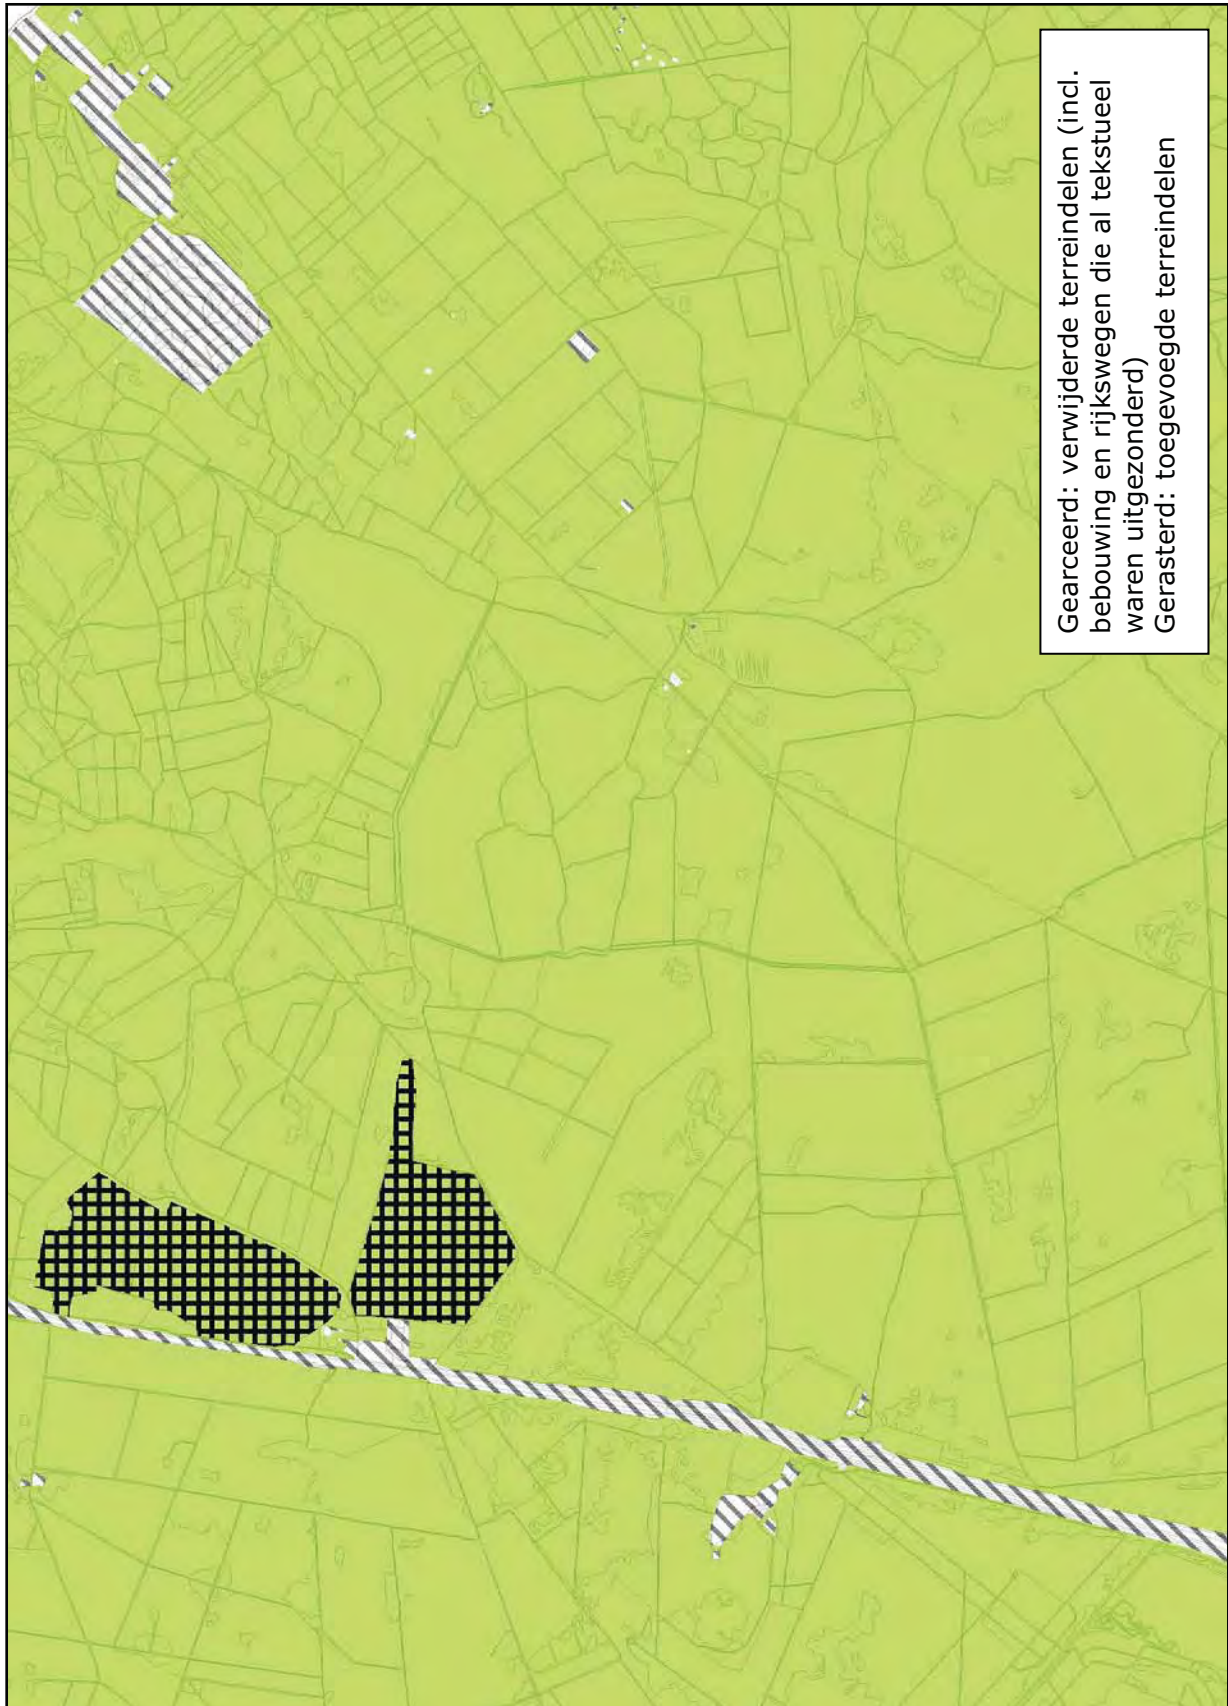 Gearceerd: verwijderde terreindelen (incl.
bebouwing en rijkswegen die al tekstueel
waren uitgezonderd)
Gerasterd: toegevoegde terreindelen